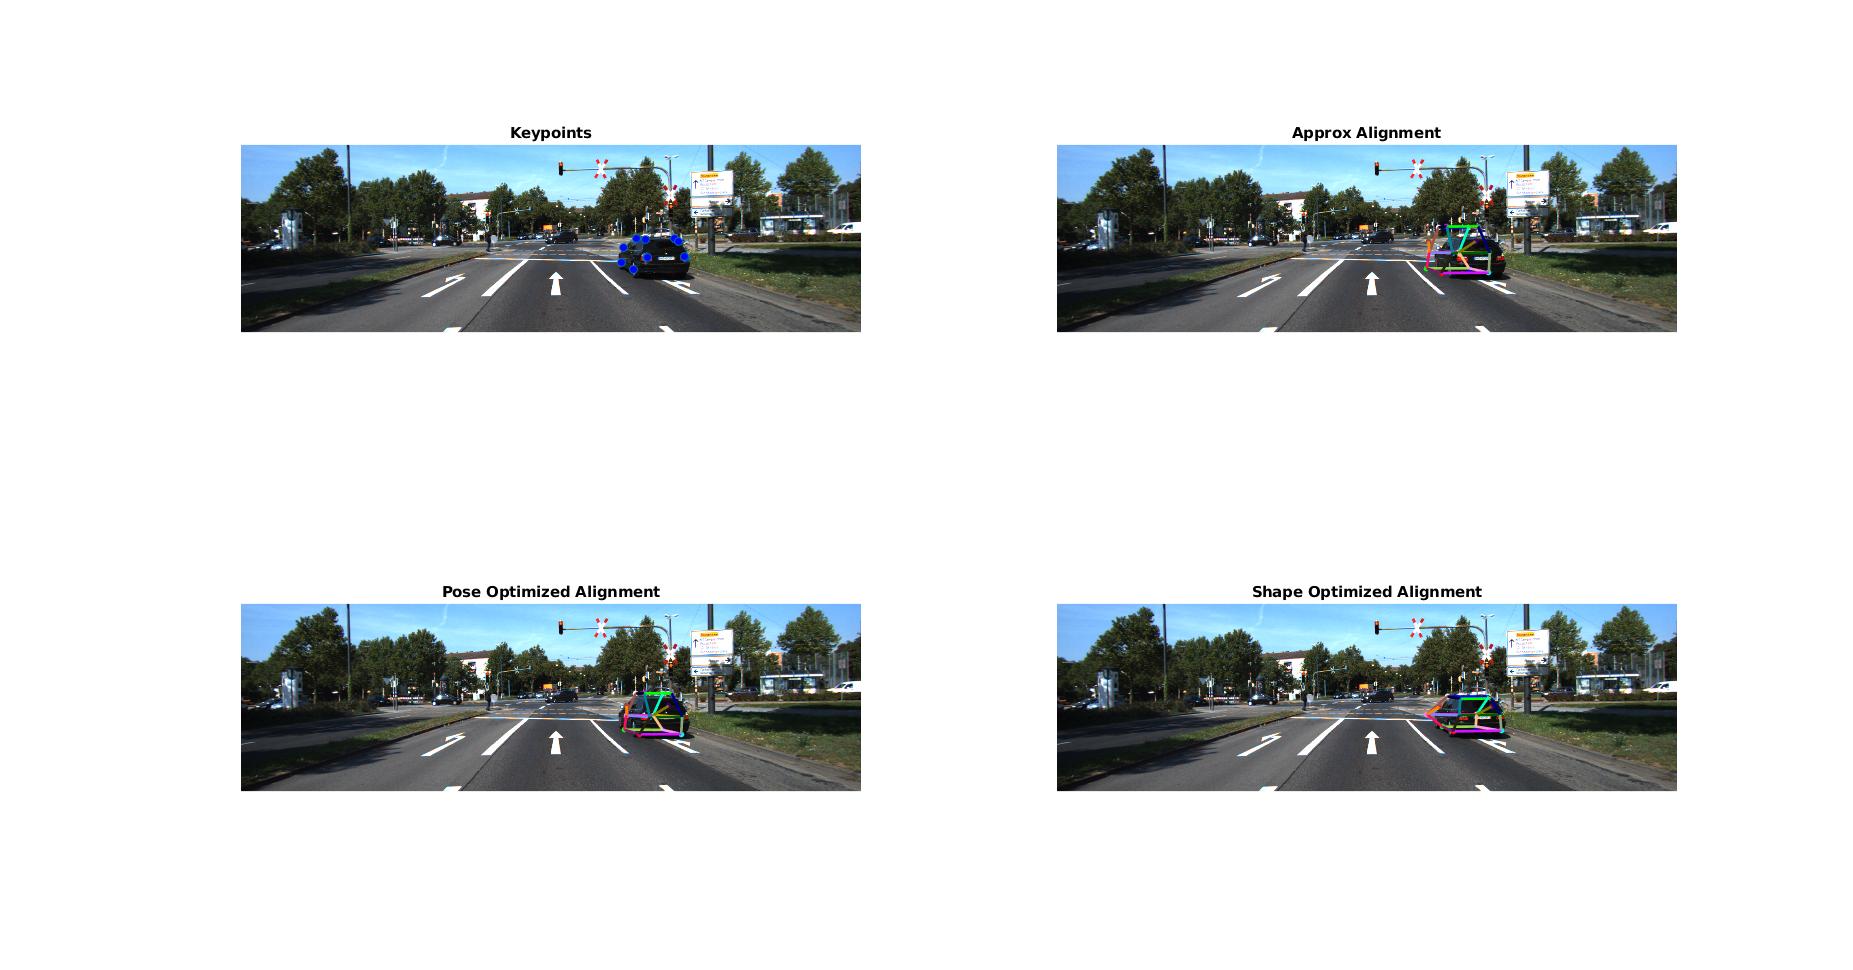 Keypoints
Approx Alignment
Pose Optimized Alignment
Shape Optimized Alignment